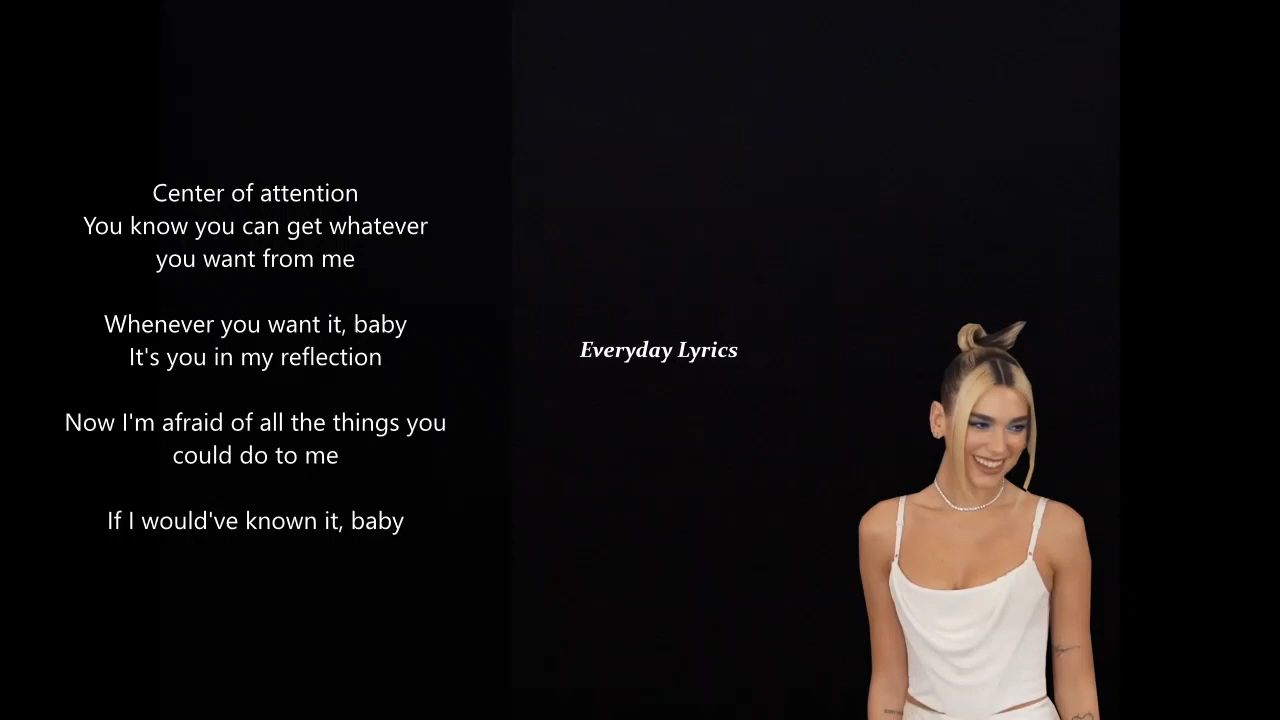 Center of attention
You know you can get whatever
you want from me
Whenever you want it, baby
It's you in my reflection
Now I'm afraid of all the things you
could do to me
If I would've known it, baby
Everyday Lyrics